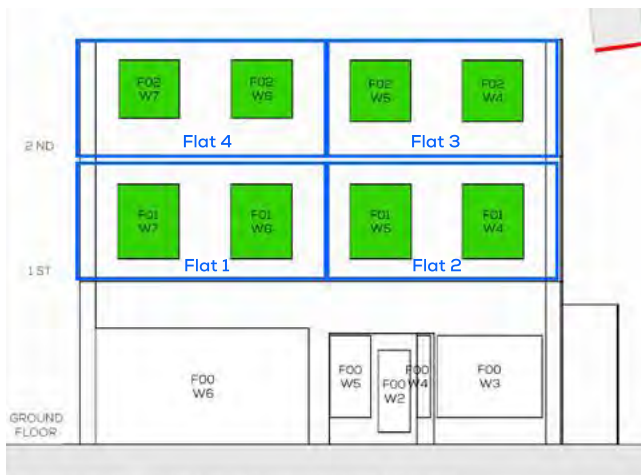 F02
W7
F02
W6
F02
W5
F02
W4
Flat 4
Flat 3
2 ND
F01
W7
F01
W6
F01
W5
F01
W4
Flat 1
Flat 2
1 ST
F00
W6
F00
W5
F00
W2
F00
W4
F00
W3
GROUND
FLOOR